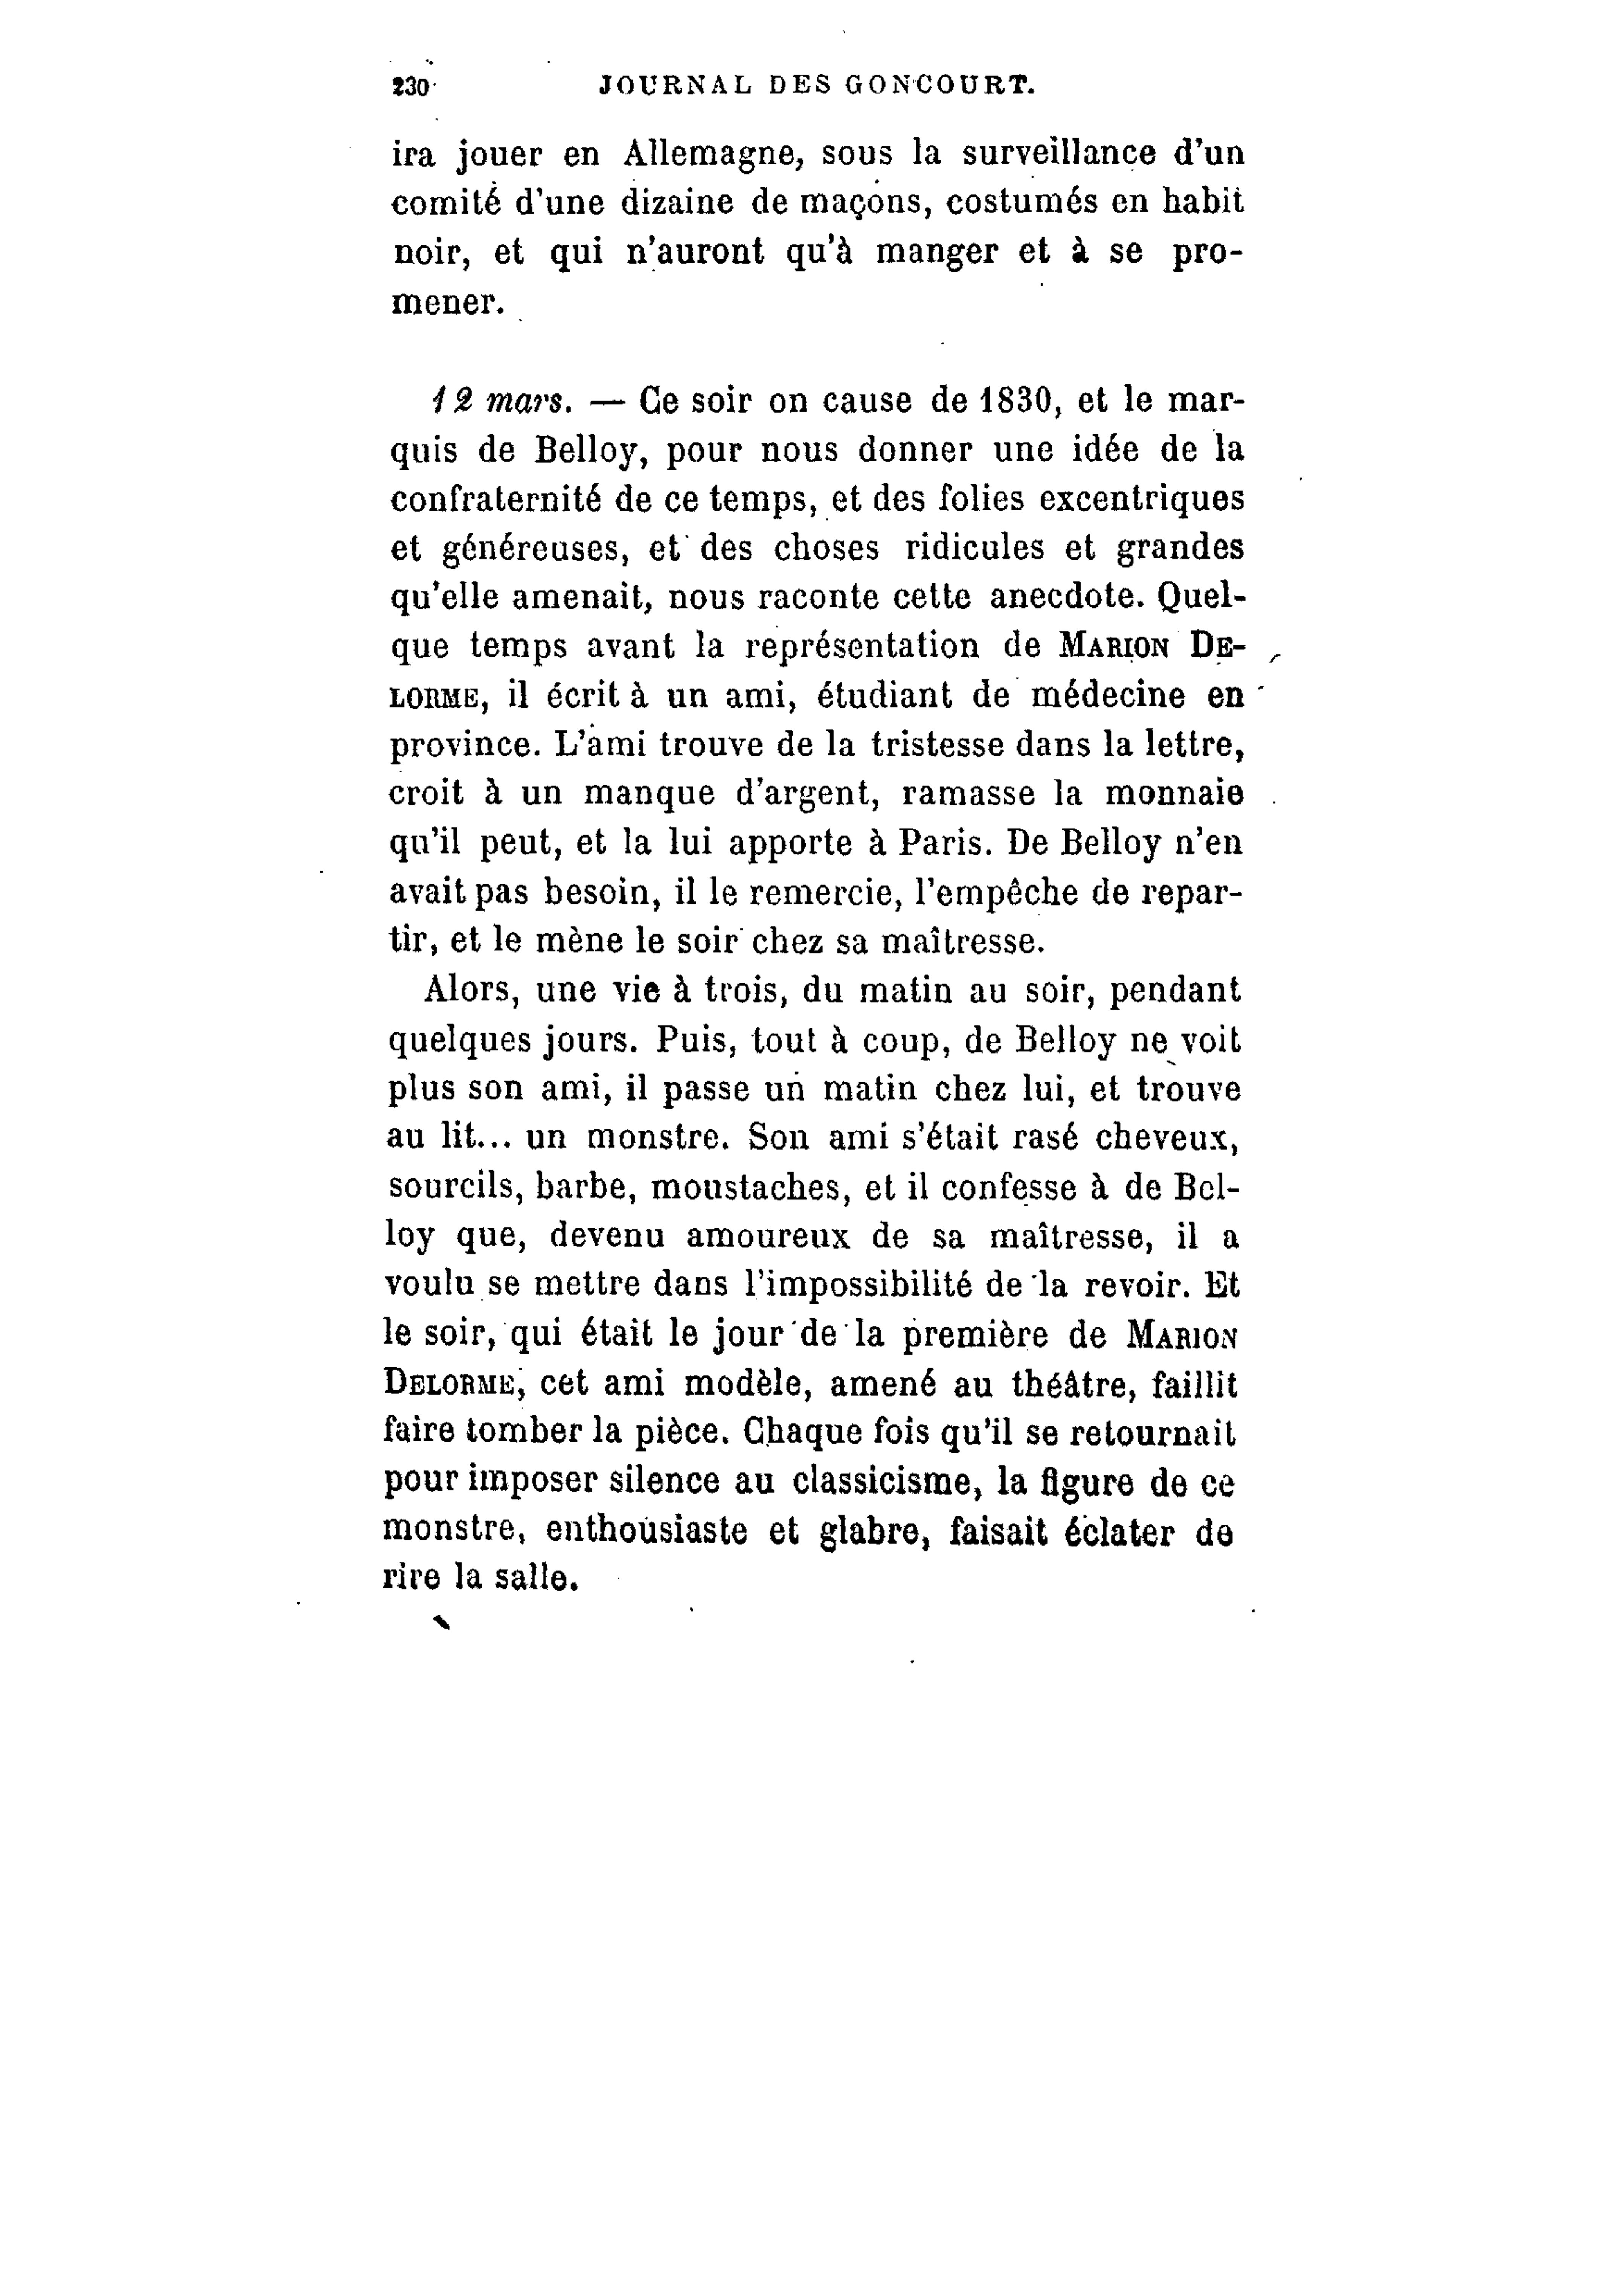 230 JOURNAL DES GONCOURT.
ira jouer en Allemagne, sous la surveillance d'un
comité d'une dizaine de maçons, costumés en habit
noir, et qui n'auront qu'à manger et à se pro-
mener.
12 mars. — Ce soir on cause de 1830, et le mar-
quis de Belloy, pour nous donner une idée de la
confraternité de ce temps, et des folies excentriques
et généreuses, et des choses ridicules et grandes
qu'elle amenait, nous raconte cette anecdote. Quel-
que temps avant la représentation de MARION DE-
LORME, il écrit à un ami, étudiant de médecine en
province. L'ami trouve de la tristesse dans la lettre,
croit à un manque d'argent, ramasse la monnaie
qu'il peut, et la lui apporte à Paris. De Belloy n'en
avait pas besoin, il le remercie, l'empêche de repar-
tir, et le mène le soir chez sa maîtresse.
Alors, une vie à trois, du matin au soir, pendant
quelques jours. Puis, tout à coup, de Belloy ne voit
plus son ami, il passe un matin chez lui, et trouve
au lit... un monstre. Son ami s'était rasé cheveux,
sourcils, barbe, moustaches, et il confesse à de Bel-
loy que, devenu amoureux de sa maîtresse, il a
voulu se mettre dans l'impossibilité de la revoir. Et
le soir, qui était le jour de la première de MARION
DELORME, cet ami modèle, amené au théâtre, faillit
faire tomber la pièce. Chaque fois qu'il se retournait
pour imposer silence au classicisme, la figure de ce
monstre, enthousiaste et glabre, faisait éclater de
rire la salle.